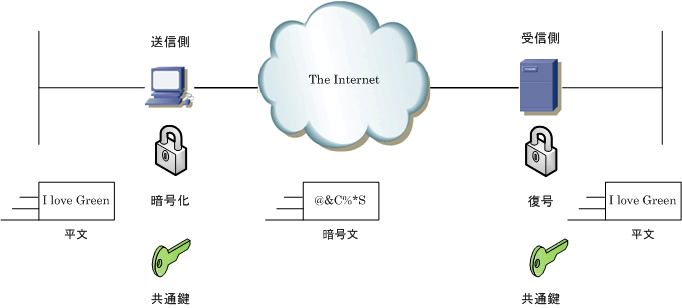 送信側
受信側
The Internet
I love Green
暗号化
@&C%*S
復号
I love Green
平文
暗号文
平文
共通鍵
共通鍵